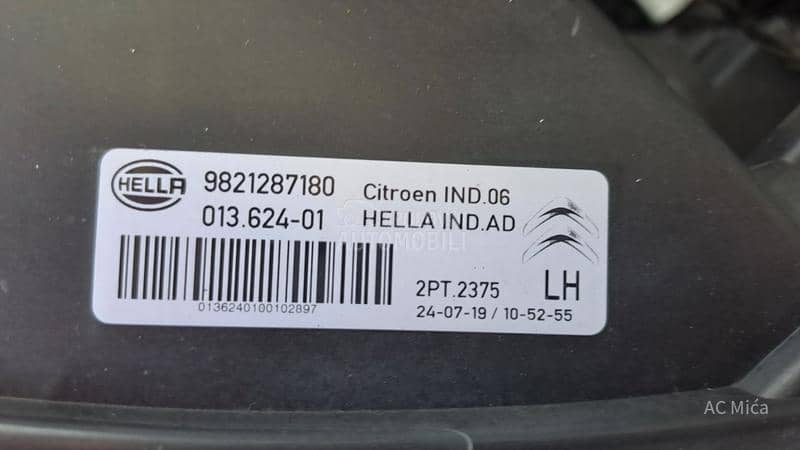 HELLA 9821287180 Citroen IND.06
013.624-01 HELLA IND.AD
AUTOMOBILI
0136240100102897
2PT.2375 LH
24-07-19 / 10-52-55
AC Mića